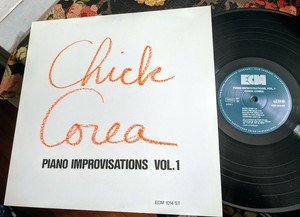 Chick
Corea
PIANO IMPROVISATIONS VOL.1
ECM 1014 ST
ECM
PIANO IMPROVISATIONS VOL. 1
CHICK COREA